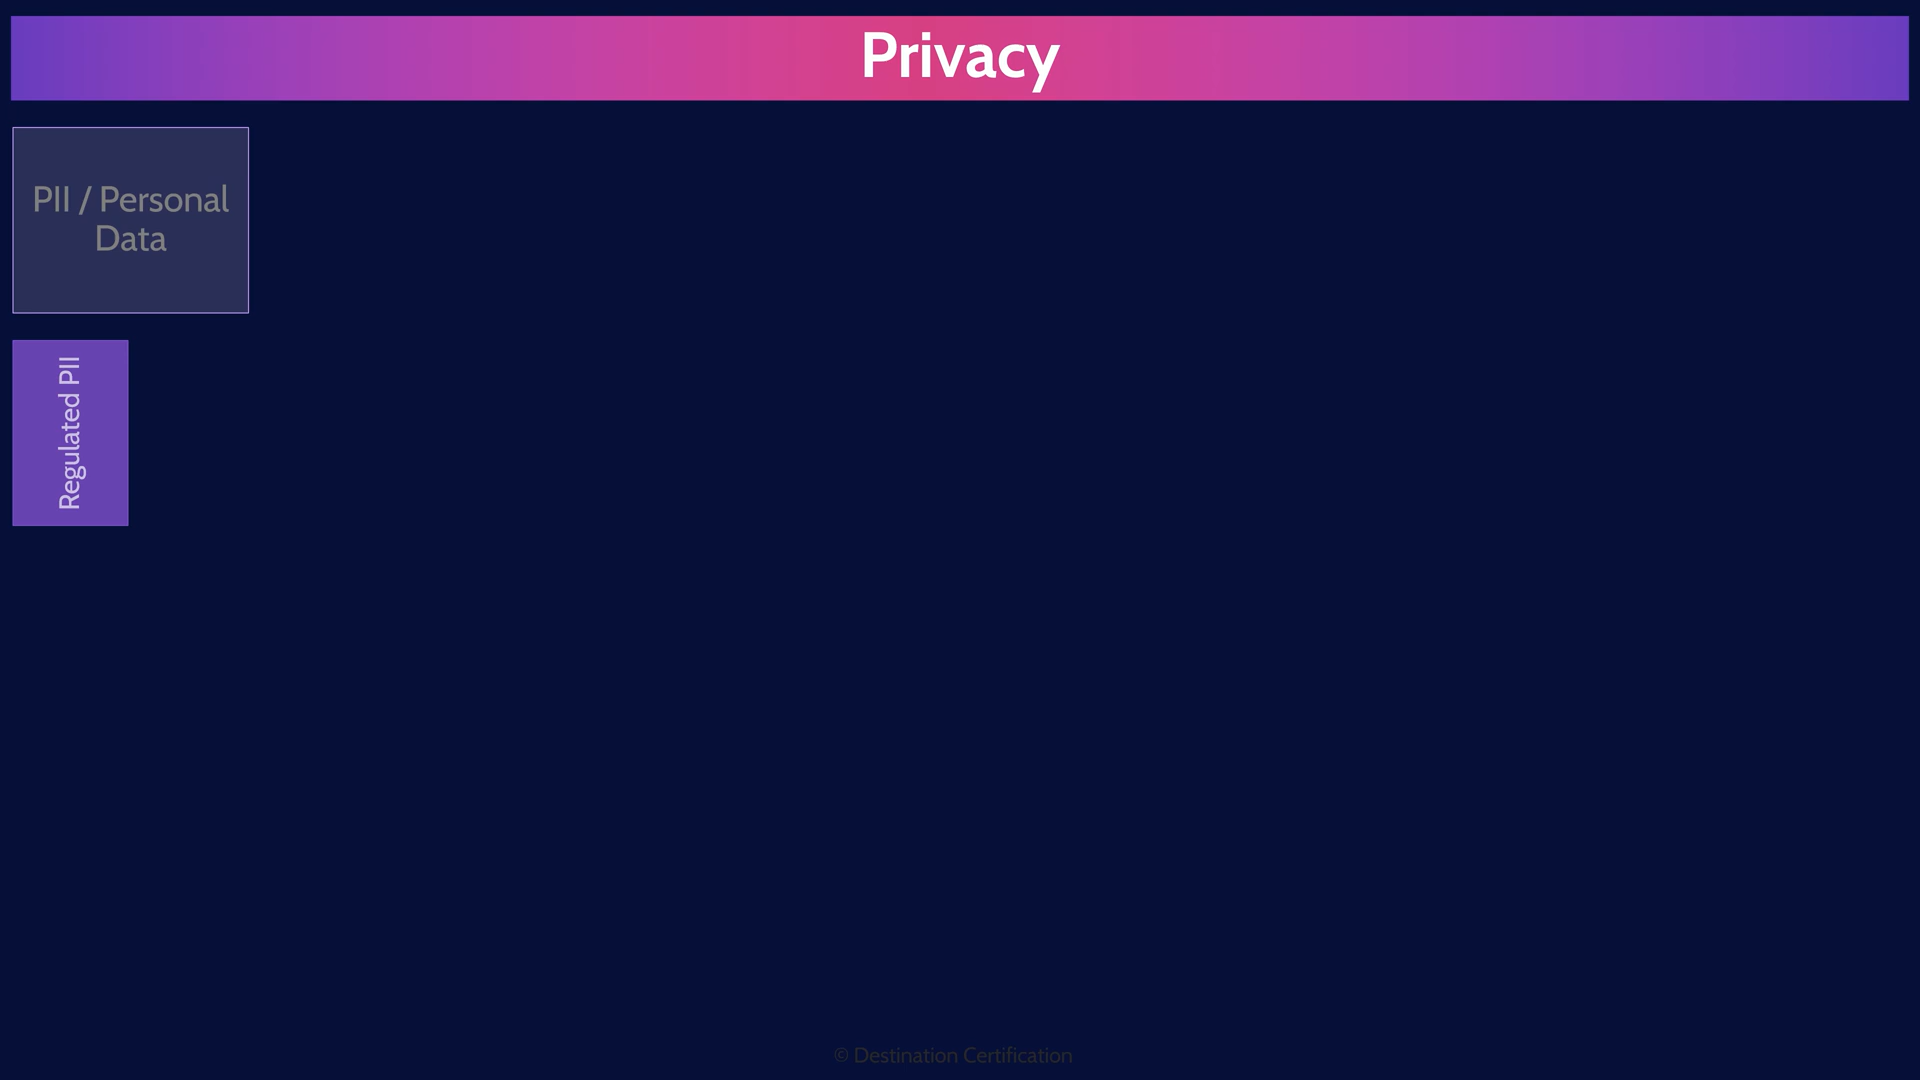 Privacy
PII / Personal
Data
Regulated PII
© Destination Certification